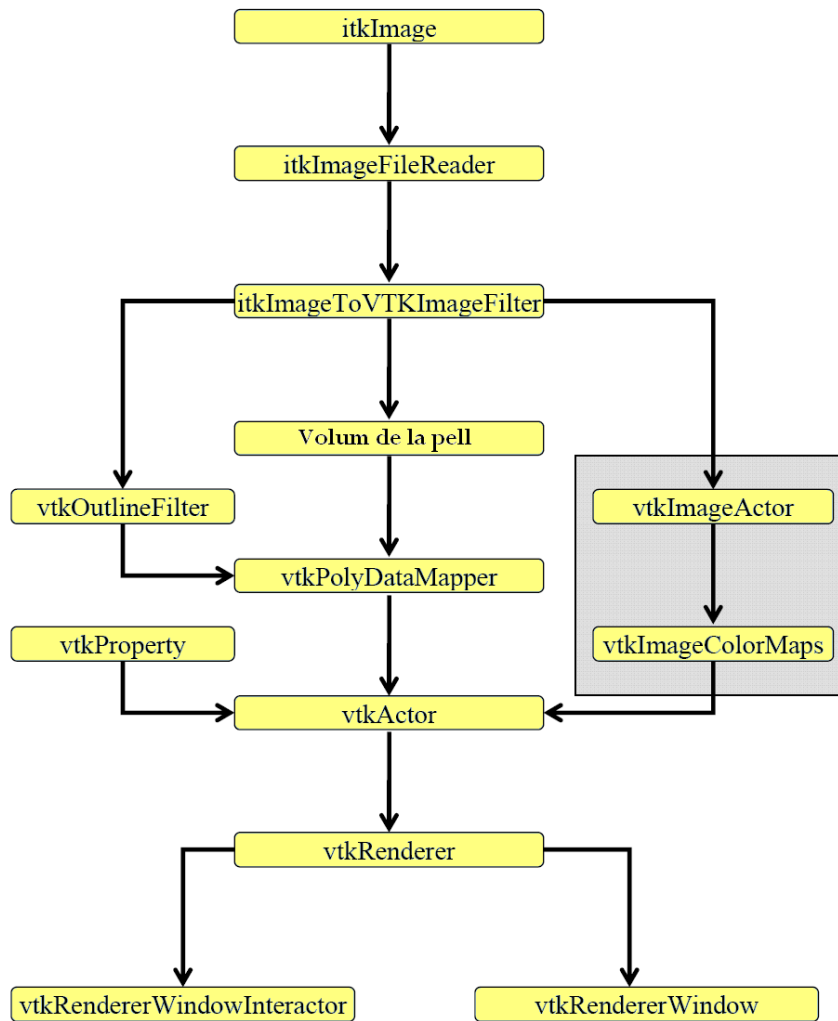 itkImage
itkImageFileReader
itkImageToVTKImageFilter
Volum de la pell
vtkOutlineFilter
vtkImageActor
vtkPolyDataMapper
vtkProperty
vtkImageColorMaps
vtkActor
vtkRenderer
vtkRendererWindowInteractor
vtkRendererWindow